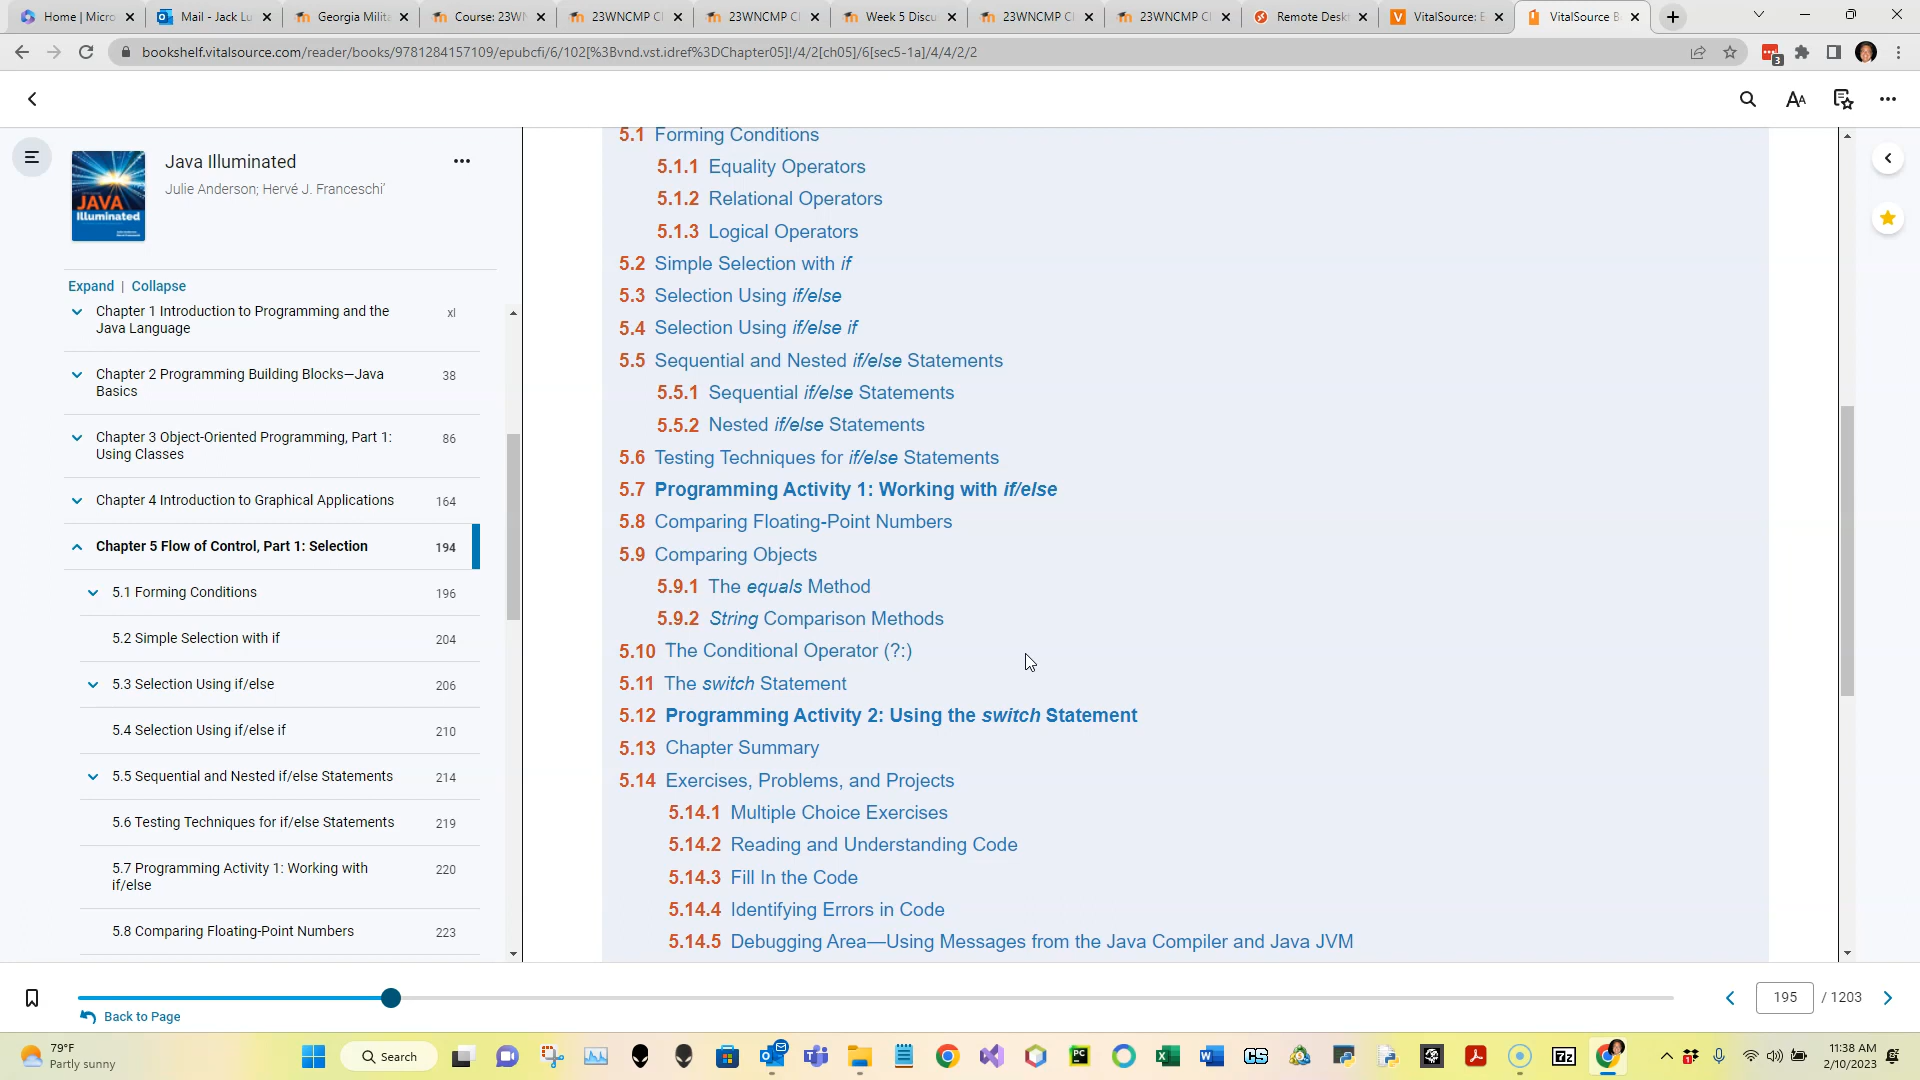 Home | Micro
Mail - Jack Lu
Georgia Milit
Course: 23WN
23WNCMP C
23WNCMP C
Week 5 Discu
23WNCMP C
23WNCMP C
Remote Deskt
VitalSource: B
VitalSource B
bookshelf.vitalsource.com/reader/books/9781284157109/epubcfi/6/102[%3Bvnd.vst.idref%3DChapter05]!/4/2[ch05]/6[sec5-1a]/4/4/2/2
3
Java Illuminated
Julie Anderson; Hervé J. Franceschi'
JAVA
Illuminated
Expand | Collapse
Chapter 1 Introduction to Programming and the
Java Language
xl
Chapter 2 Programming Building Blocks—Java
Basics
38
Chapter 3 Object-Oriented Programming, Part 1:
Using Classes
86
Chapter 4 Introduction to Graphical Applications 164
Chapter 5 Flow of Control, Part 1: Selection 194
5.1 Forming Conditions 196
5.2 Simple Selection with if 204
5.3 Selection Using if/else 206
5.4 Selection Using if/else if 210
5.5 Sequential and Nested if/else Statements 214
5.6 Testing Techniques for if/else Statements 219
5.7 Programming Activity 1: Working with
if/else
220
5.8 Comparing Floating-Point Numbers 223
5.1 Forming Conditions
5.1.1 Equality Operators
5.1.2 Relational Operators
5.1.3 Logical Operators
5.2 Simple Selection with if
5.3 Selection Using if/else
5.4 Selection Using if/else if
5.5 Sequential and Nested if/else Statements
5.5.1 Sequential if/else Statements
5.5.2 Nested if/else Statements
5.6 Testing Techniques for if/else Statements
5.7 Programming Activity 1: Working with if/else
5.8 Comparing Floating-Point Numbers
5.9 Comparing Objects
5.9.1 The equals Method
5.9.2 String Comparison Methods
5.10 The Conditional Operator (?:)
5.11 The switch Statement
5.12 Programming Activity 2: Using the switch Statement
5.13 Chapter Summary
5.14 Exercises, Problems, and Projects
5.14.1 Multiple Choice Exercises
5.14.2 Reading and Understanding Code
5.14.3 Fill In the Code
5.14.4 Identifying Errors in Code
5.14.5 Debugging Area—Using Messages from the Java Compiler and Java JVM
Back to Page
195 / 1203
79°F
Partly sunny
Search
PC
CS
7z
11:38 AM
2/10/2023